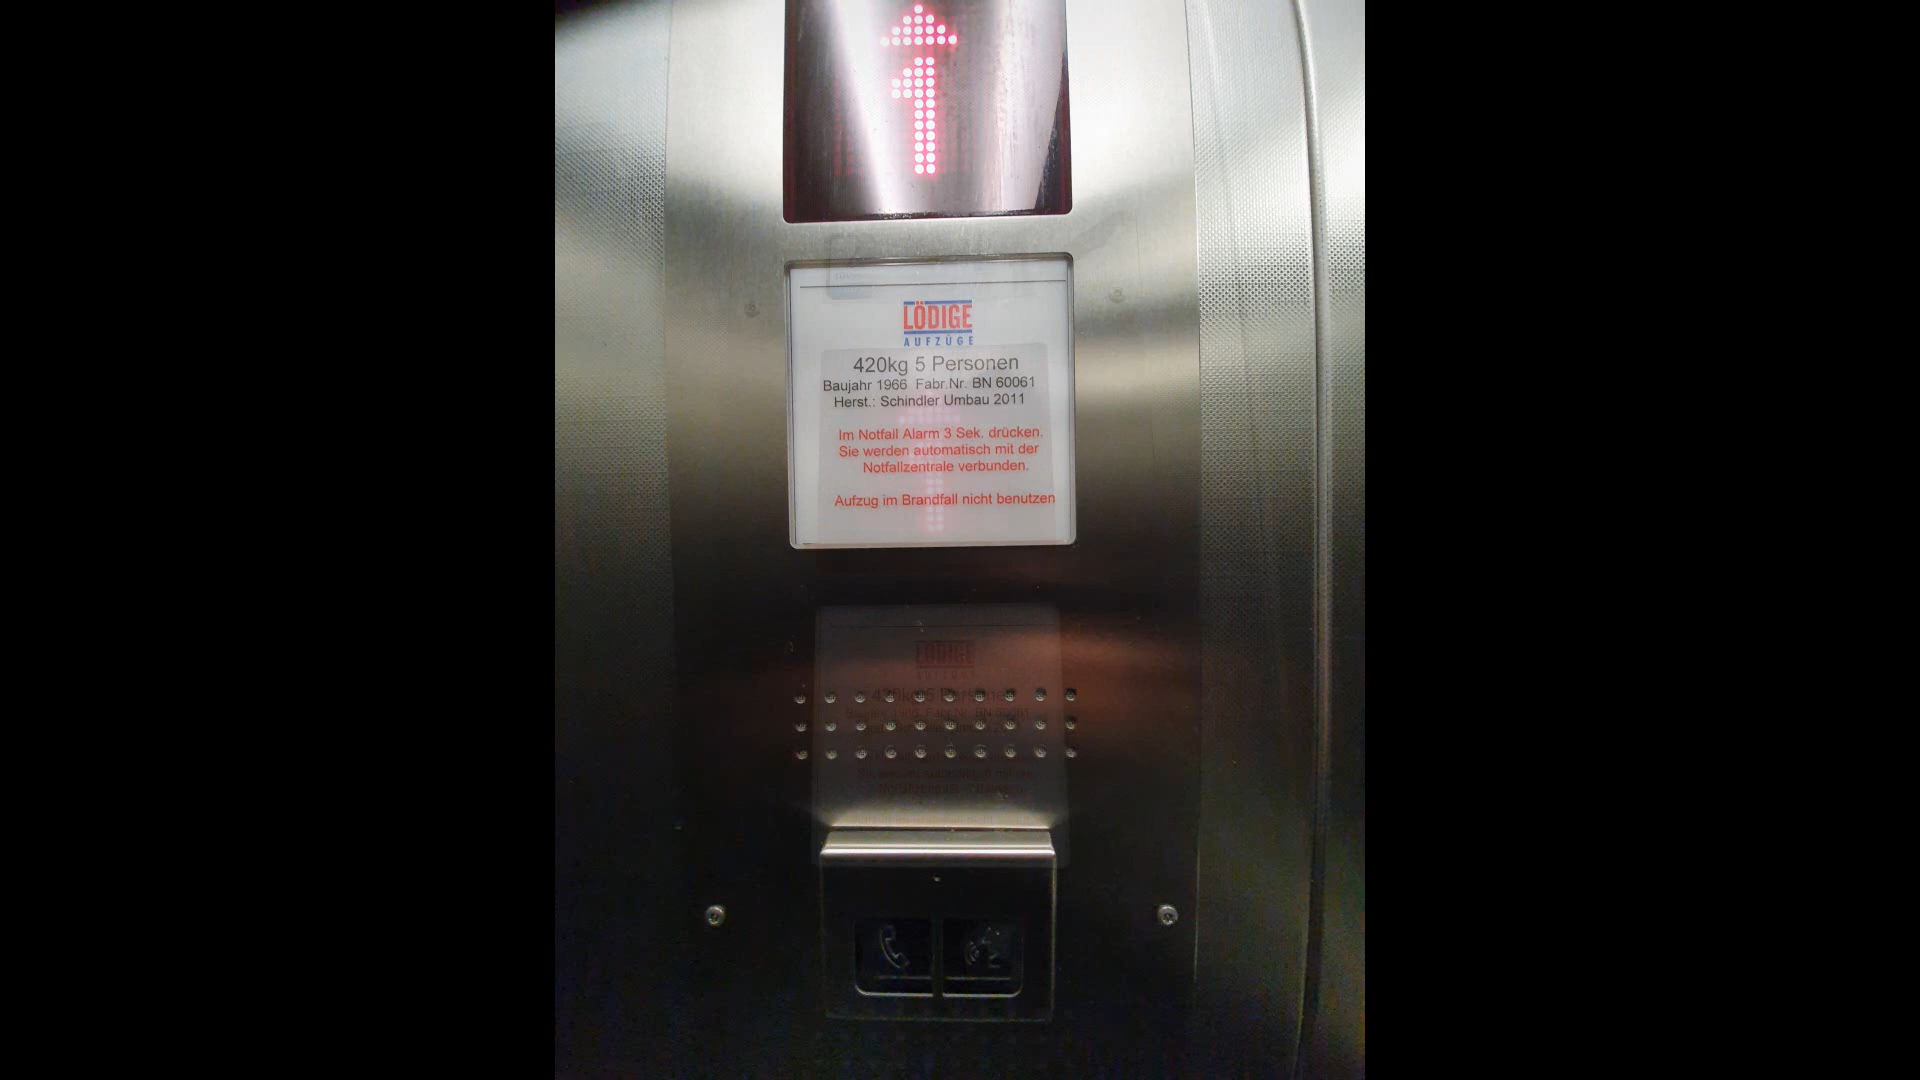 1
LÖDIGE
AUFZÜGE
420kg 5 Personen
Baujahr 1966 Fabr.Nr. BN 60061
Herst.: Schindler Umbau 2011
Im Notfall Alarm 3 Sek. drücken.
Sie werden automatisch mit der
Notfallzentrale verbunden.
Aufzug im Brandfall nicht benutzen